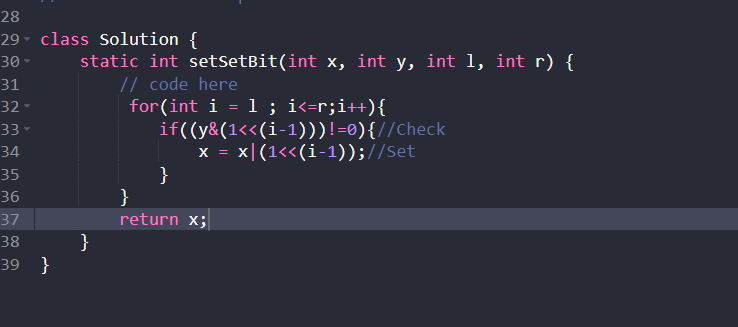 28
29 class Solution {
30 static int setSetBit(int x, int y, int l, int r) {
31 // code here
32 for(int i = l ; i<=r;i++){
33 if((y&(1<<(i-1)))!=0){//Check
34 x = x|(1<<(i-1));//Set
35 }
36 }
37 return x;
38 }
39 }